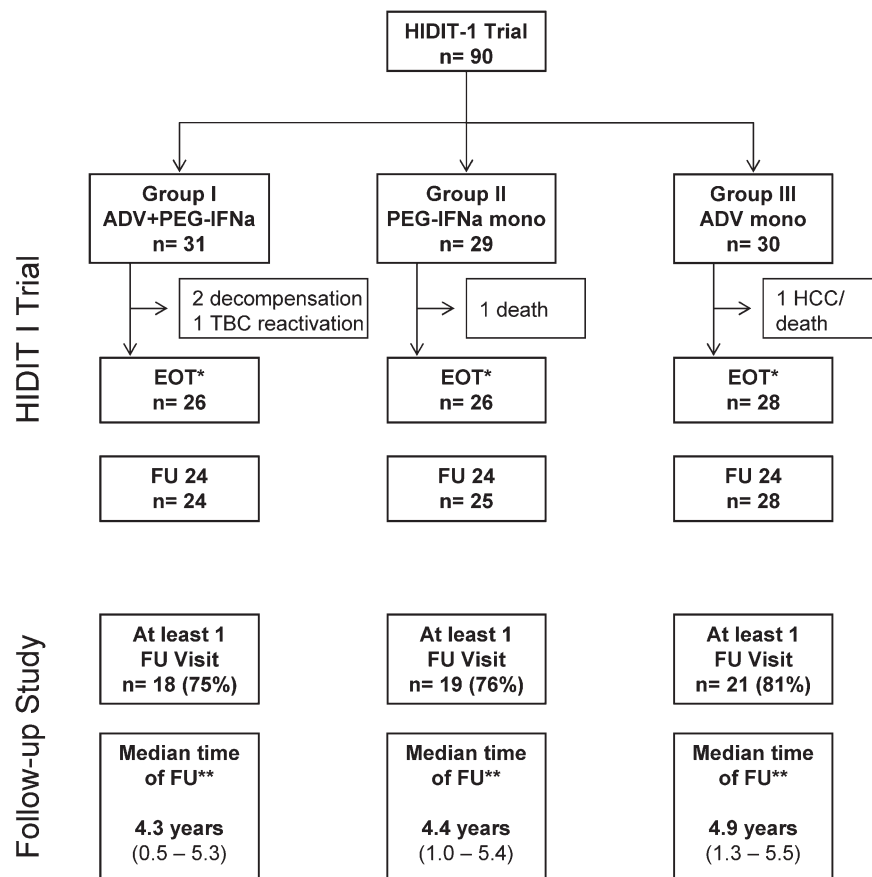 HIDIT-1 Trial
n= 90
HIDIT I Trial
Group I
ADV+PEG-IFNa
n= 31
Group II
PEG-IFNa mono
n= 29
Group III
ADV mono
n= 30
2 decompensation
1 TBC reactivation
1 death
1 HCC/
death
EOT*
n= 26
EOT*
n= 26
EOT*
n= 28
FU 24
n= 24
FU 24
n= 25
FU 24
n= 28
Follow-up Study
At least 1
FU Visit
n= 18 (75%)
At least 1
FU Visit
n= 19 (76%)
At least 1
FU Visit
n= 21 (81%)
Median time
of FU**
4.3 years
(0.5 – 5.3)
Median time
of FU**
4.4 years
(1.0 – 5.4)
Median time
of FU**
4.9 years
(1.3 – 5.5)